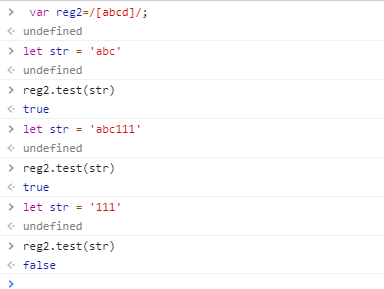 var reg2=/[abcd]/;
undefined
let str = 'abc'
undefined
reg2.test(str)
true
let str = 'abc111'
undefined
reg2.test(str)
true
let str = '111'
undefined
reg2.test(str)
false